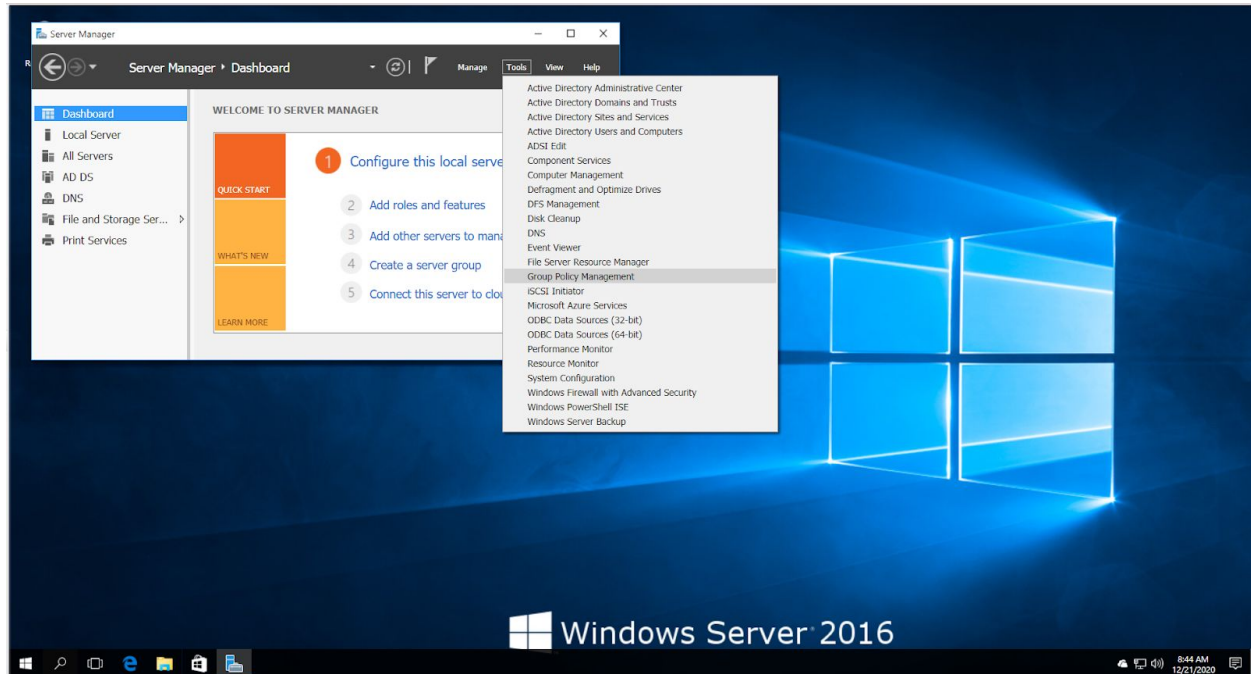 Server Manager
Server Manager • Dashboard
Manage Tools View Help
Dashboard
Local Server
All Servers
AD DS
DNS
File and Storage Ser...
Print Services
WELCOME TO SERVER MANAGER
QUICK START
WHAT'S NEW
LEARN MORE
1 Configure this local serve
2 Add roles and features
3 Add other servers to mana
4 Create a server group
5 Connect this server to clou
Active Directory Administrative Center
Active Directory Domains and Trusts
Active Directory Sites and Services
Active Directory Users and Computers
ADSI Edit
Component Services
Computer Management
Defragment and Optimize Drives
DFS Management
Disk Cleanup
DNS
Event Viewer
File Server Resource Manager
Group Policy Management
iSCSI Initiator
Microsoft Azure Services
ODBC Data Sources (32-bit)
ODBC Data Sources (64-bit)
Performance Monitor
Resource Monitor
System Configuration
Windows Firewall with Advanced Security
Windows PowerShell ISE
Windows Server Backup
Windows Server 2016
8:44 AM
12/21/2020